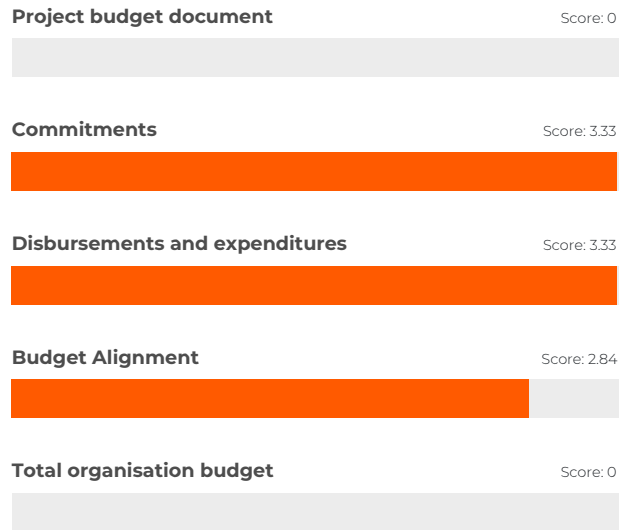 Project budget document Score: 0
Commitments Score: 3.33
Disbursements and expenditures Score: 3.33
Budget Alignment Score: 2.84
Total organisation budget Score: 0